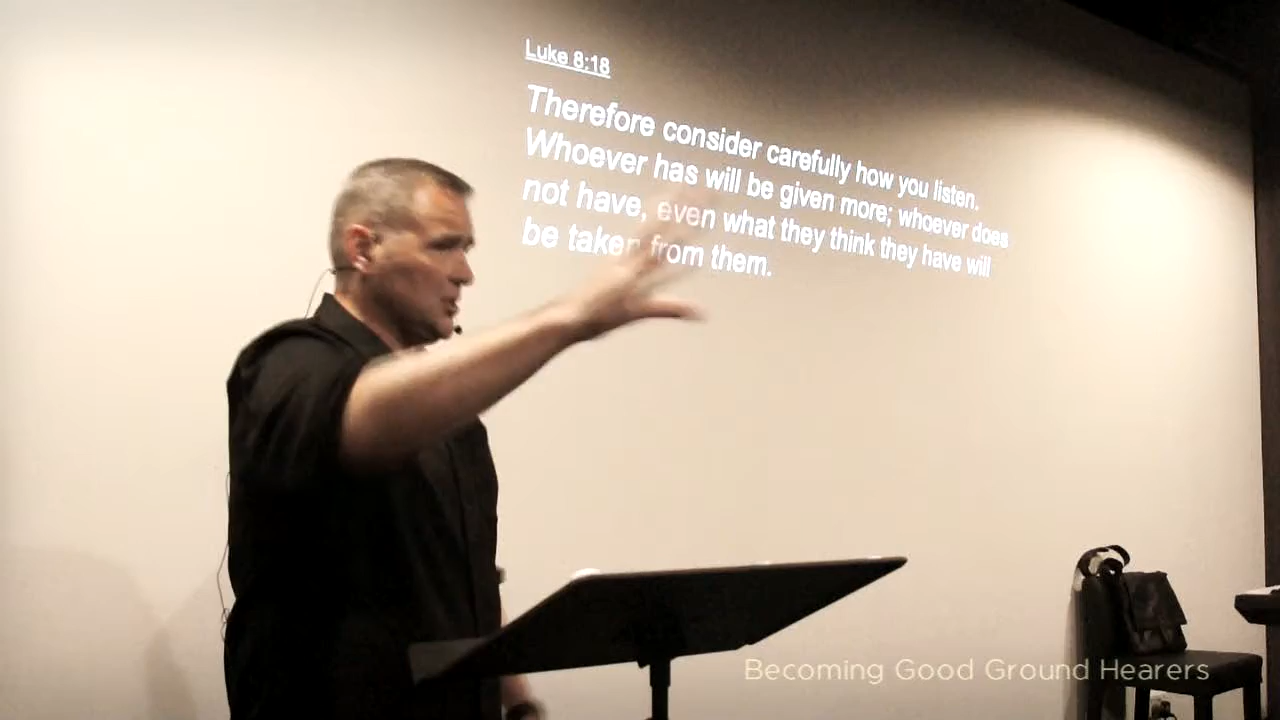 Luke 8:18
Therefore consider carefully how you listen.
Whoever has will be given more; whoever does
not have, even what they think they have will
be taken from them.
Becoming Good Ground Hearers